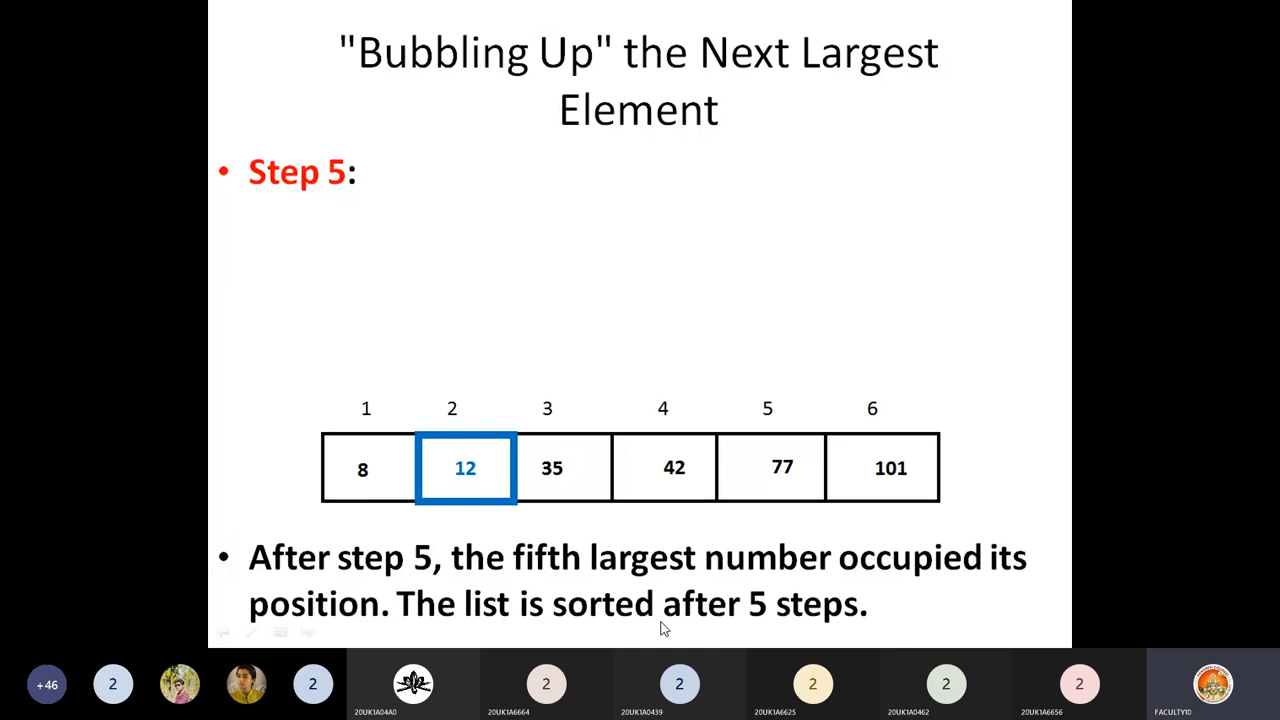 "Bubbling Up" the Next Largest
Element
• Step 5:
1 2 3 4 5 6
8 12 35 42 77 101
• After step 5, the fifth largest number occupied its
position. The list is sorted after 5 steps.
+46 2 2 2 2 2 2 2
20UK1A04A0 20UK1A6664 20UK1A0439 20UK1A6625 20UK1A0462 20UK1A6656 FACULTY10